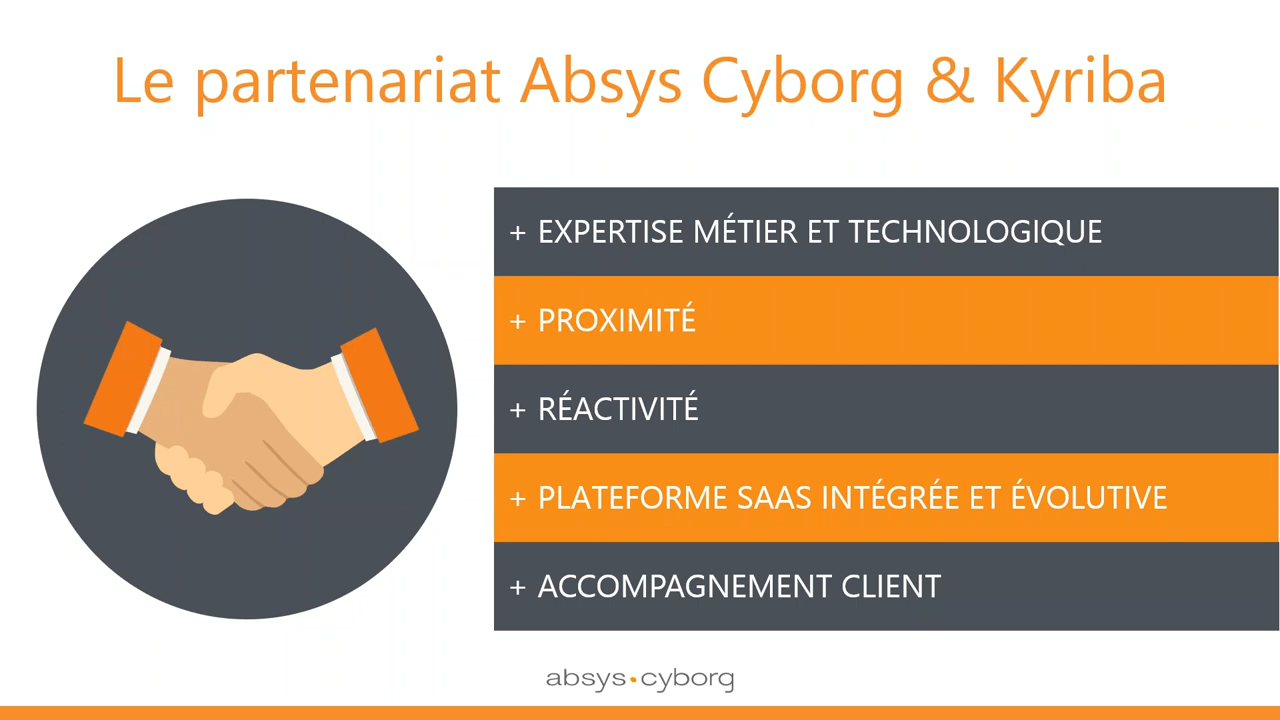 Le partenariat Absys Cyborg & Kyriba
+ EXPERTISE MÉTIER ET TECHNOLOGIQUE
+ PROXIMITÉ
+ RÉACTIVITÉ
+ PLATEFORME SAAS INTÉGRÉE ET ÉVOLUTIVE
+ ACCOMPAGNEMENT CLIENT
absys•cyborg